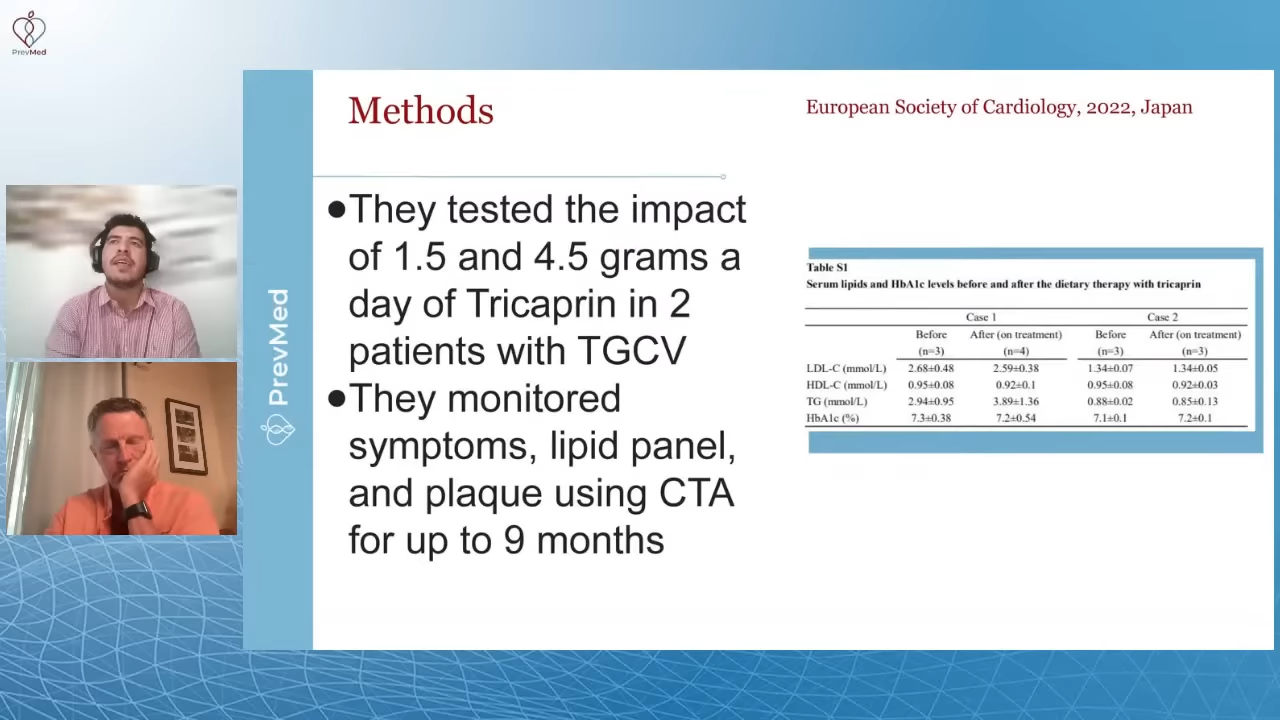 PrevMed
Methods
European Society of Cardiology, 2022, Japan
●They tested the impact
of 1.5 and 4.5 grams a
day of Tricaprin in 2
patients with TGCV
●They monitored
symptoms, lipid panel,
and plaque using CTA
for up to 9 months
PrevMed
Table S1
Serum lipids and HbA1c levels before and after the dietary therapy with tricaprin
Case 1 Case 2
Before After (on treatment) Before After (on treatment)
(n=3) (n=4) (n=3) (n=3)
LDL-C (mmol/L) 2.68±0.48 2.59±0.38 1.34±0.07 1.34±0.05
HDL-C (mmol/L) 0.95±0.08 0.92±0.1 0.95±0.08 0.92±0.03
TG (mmol/L) 2.94±0.95 3.89±1.36 0.88±0.02 0.85±0.13
HbA1c (%) 7.3±0.38 7.2±0.54 7.1±0.1 7.2±0.1